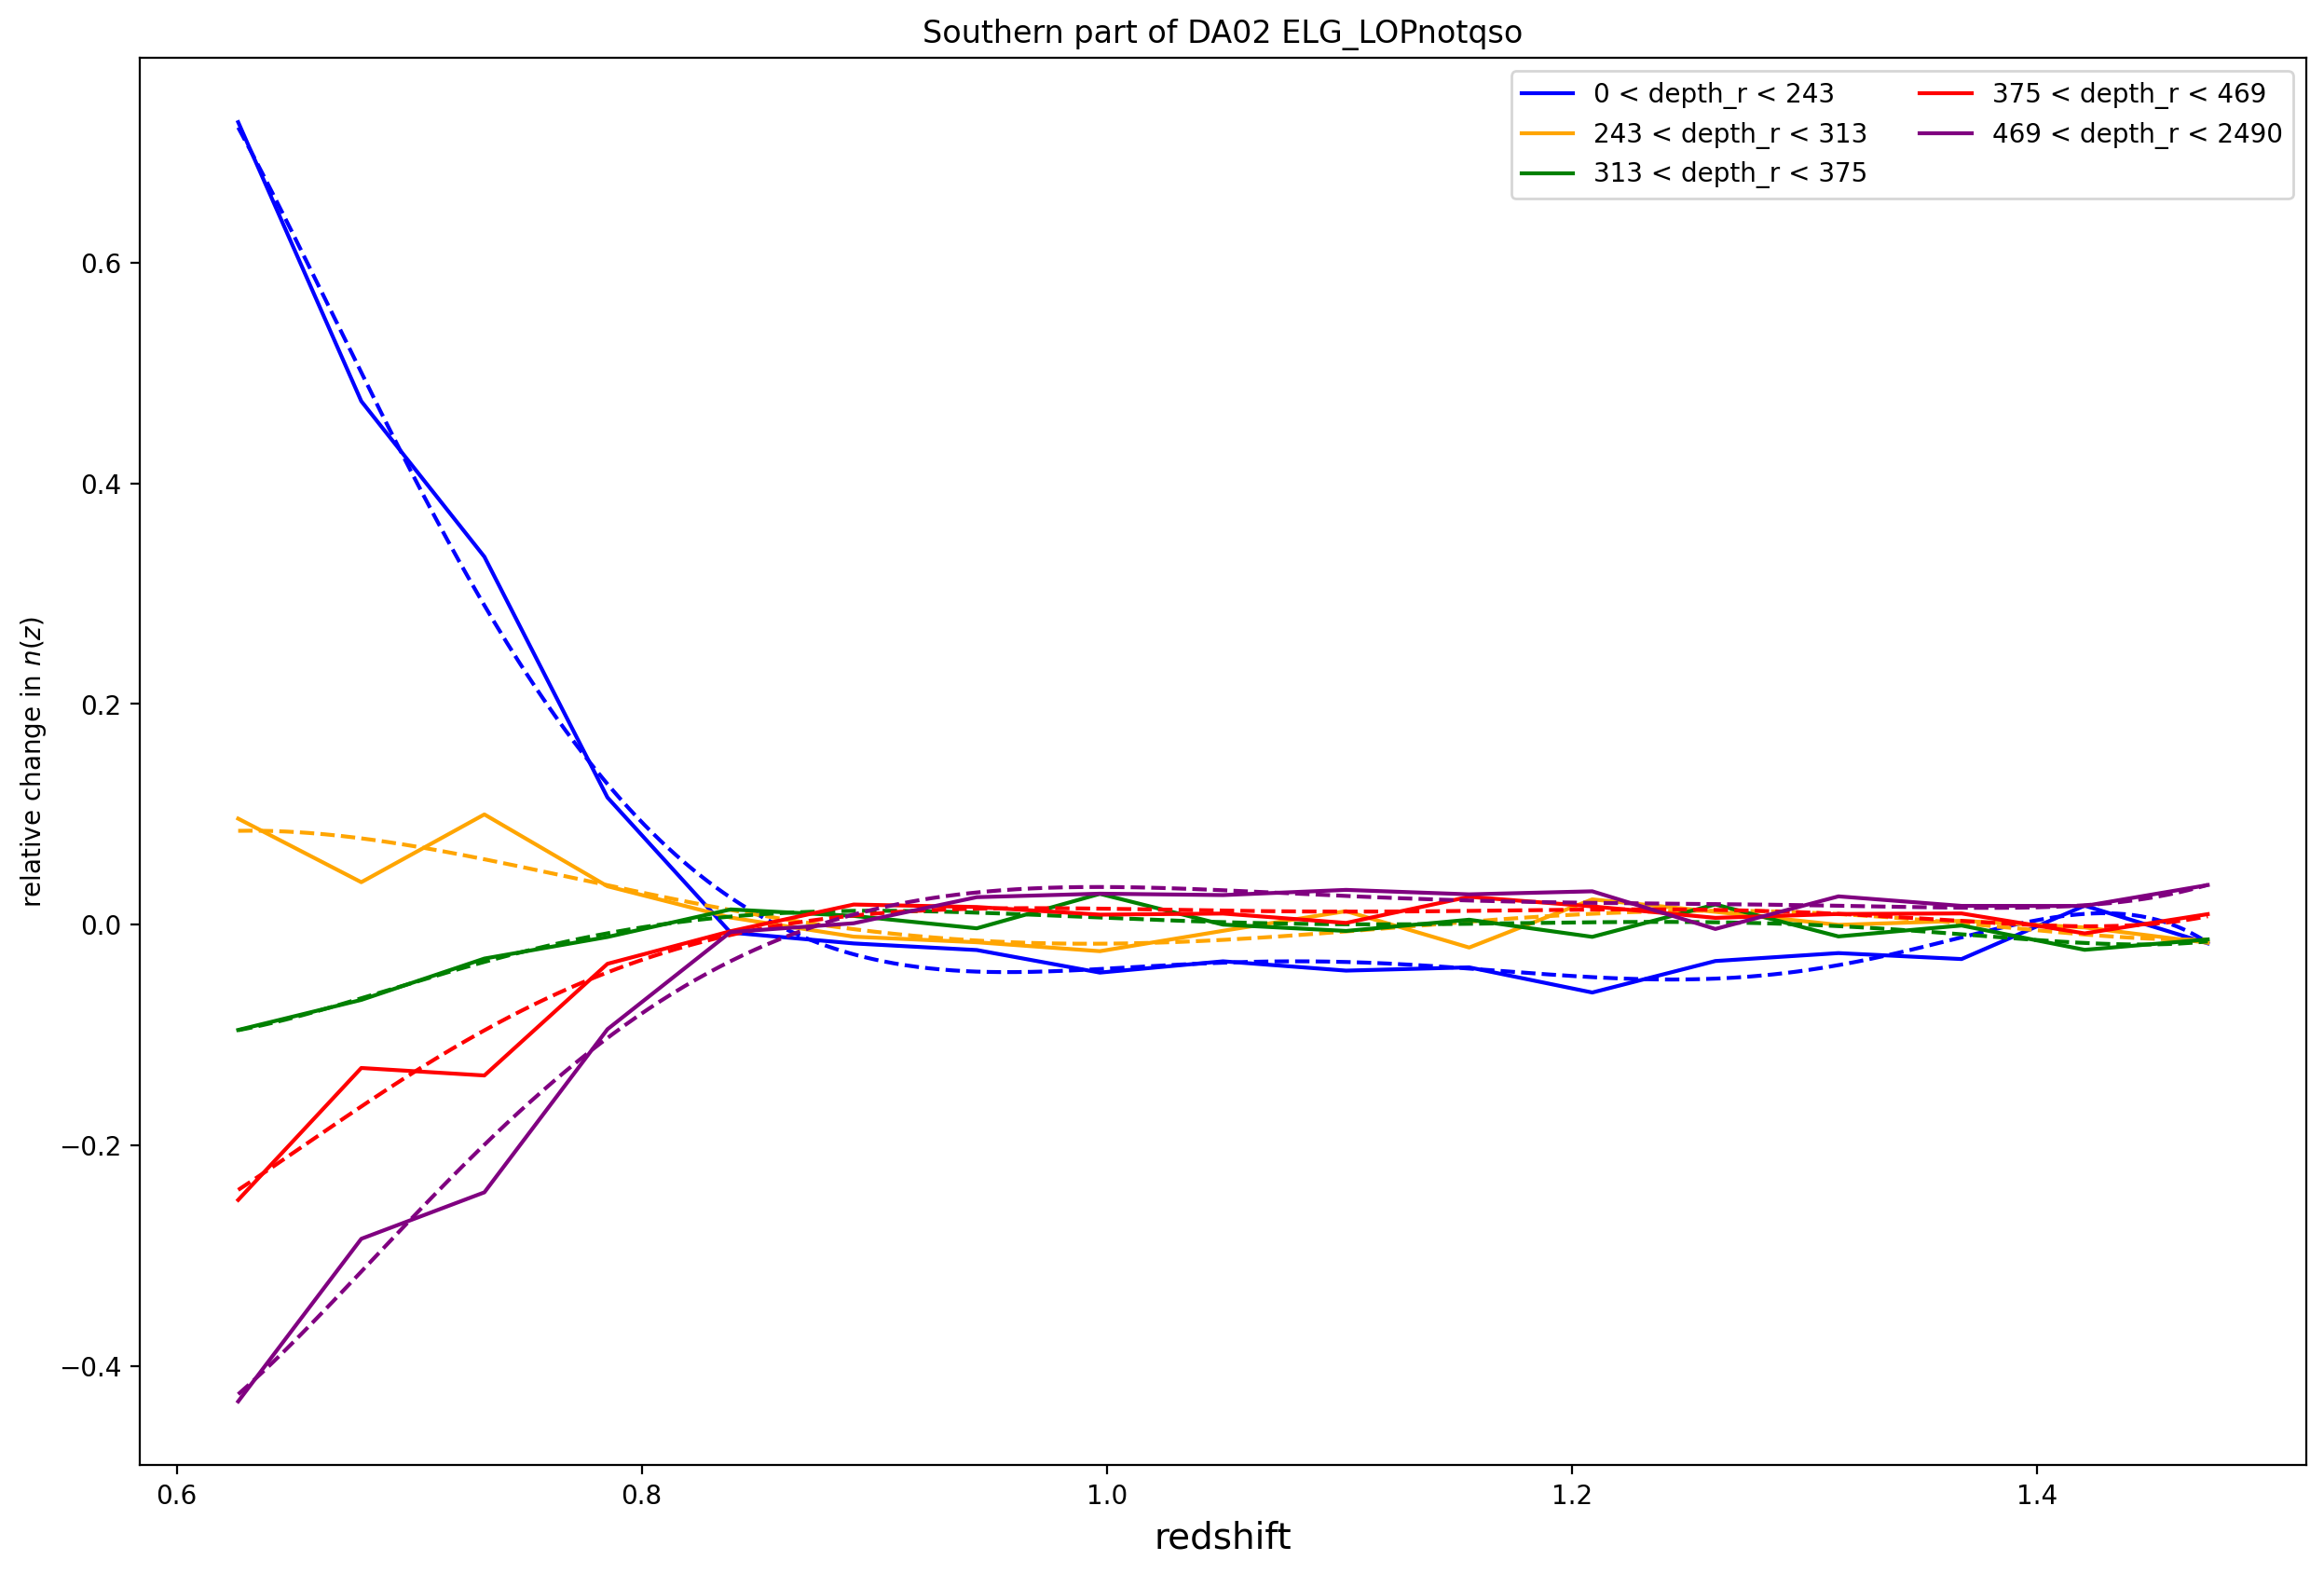 Southern part of DA02 ELG_LOPnotqso
0 < depth_r < 243
243 < depth_r < 313
313 < depth_r < 375
375 < depth_r < 469
469 < depth_r < 2490
relative change in n(z)
0.6
0.4
0.2
0.0
−0.2
−0.4
0.6 0.8 1.0 1.2 1.4
redshift